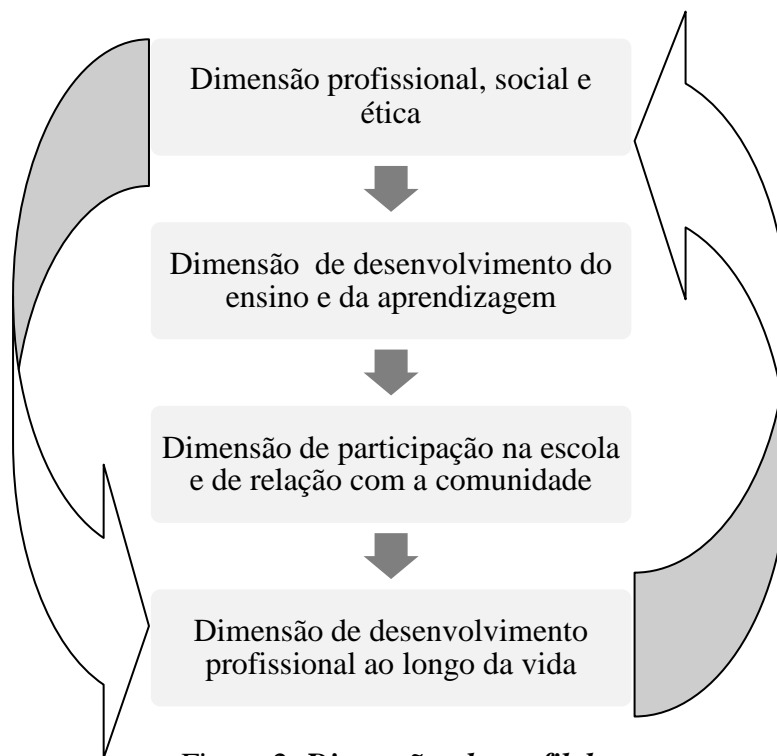 Dimensão profissional, social e
ética
Dimensão de desenvolvimento do
ensino e da aprendizagem
Dimensão de participação na escola
e de relação com a comunidade
Dimensão de desenvolvimento
profissional ao longo da vida